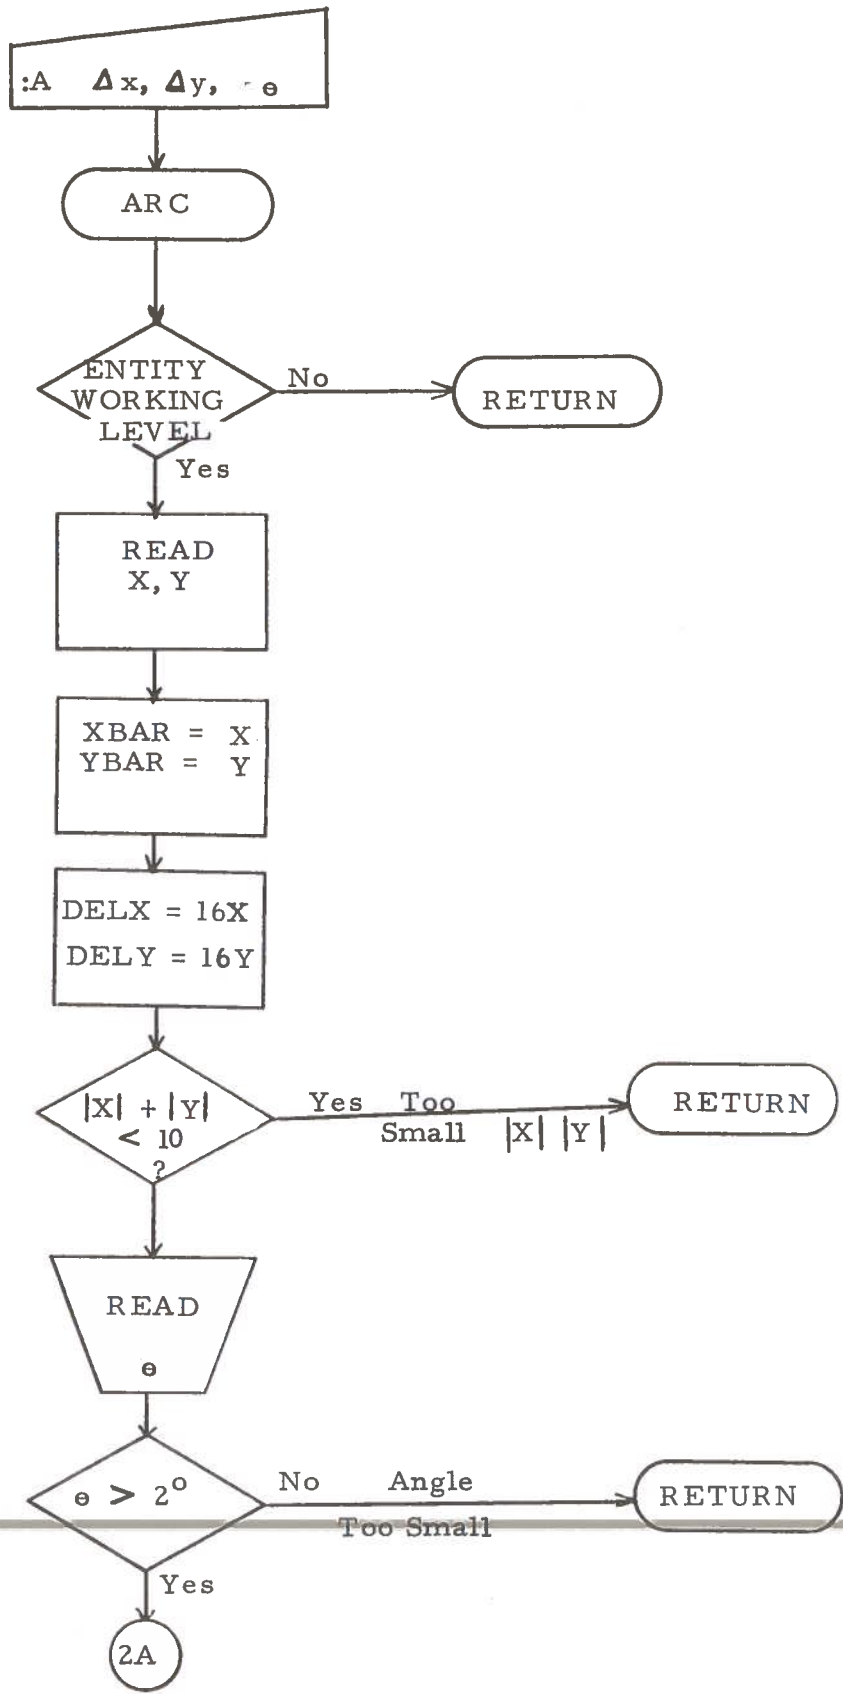 :A Δx, Δy, -ө
ARC
ENTITY
WORKING
LEVEL
No
RETURN
Yes
READ
X, Y
XBAR = X
YBAR = Y
DELX = 16X
DELY = 16Y
|X| + |Y|
< 10
?
Yes Too
Small |X| |Y|
RETURN
READ
ө
ө > 2°
No Angle
Too Small
RETURN
Yes
2A